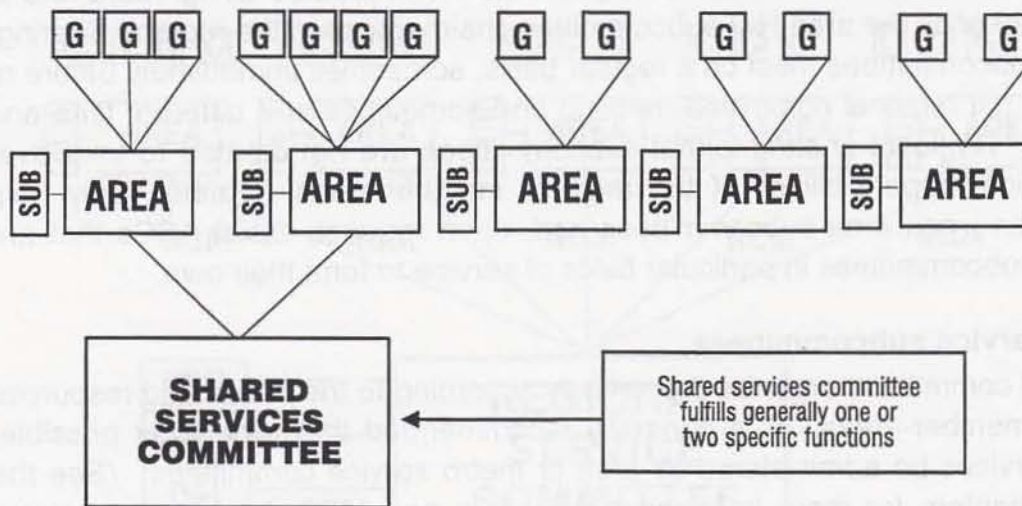 G G G G G G G G G G G G G
SUB AREA SUB AREA SUB AREA SUB AREA SUB AREA
SHARED
SERVICES
COMMITTEE
Shared services committee
fulfills generally one or
two specific functions